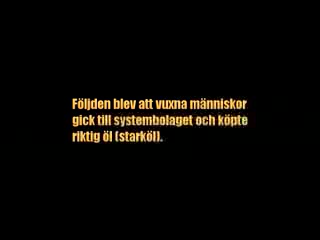 Följden blev att vuxna människor
gick till systembolaget och köpte
riktig öl (starköl).